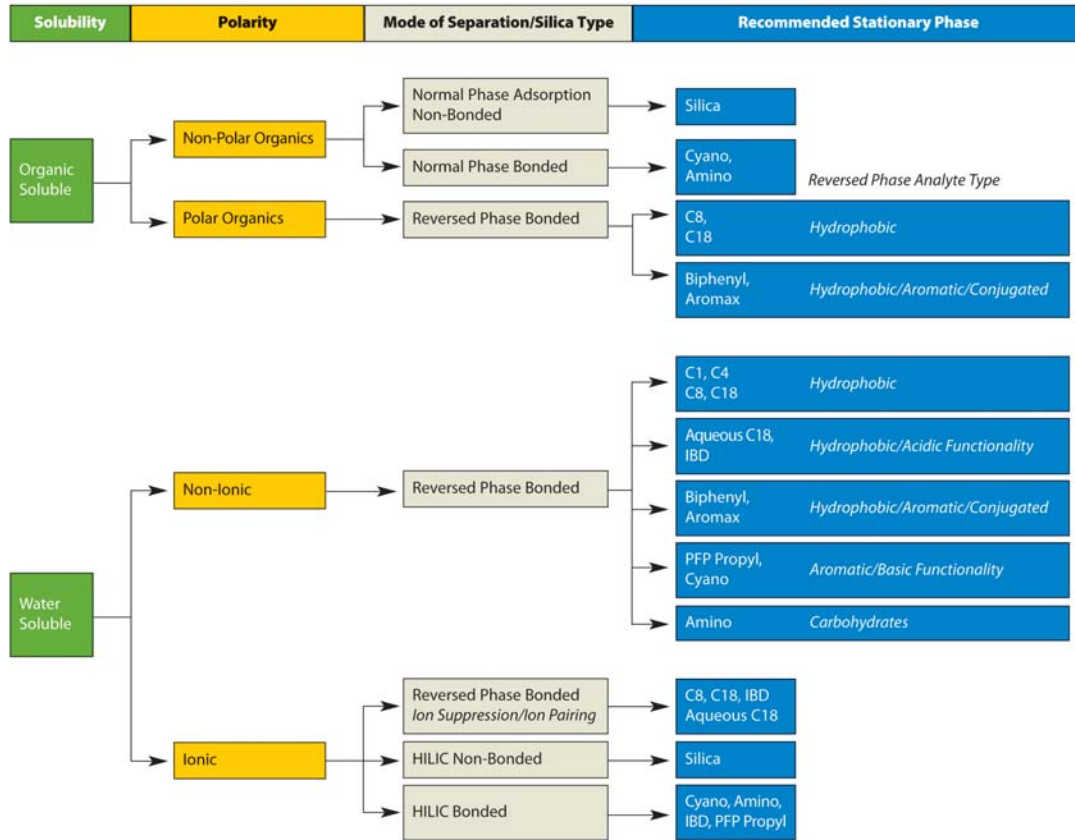 Solubility
Polarity
Mode of Separation/Silica Type
Recommended Stationary Phase
Organic
Soluble
Non-Polar Organics
Normal Phase Adsorption
Non-Bonded
Silica
Normal Phase Bonded
Cyano,
Amino
Reversed Phase Analyte Type
Polar Organics
Reversed Phase Bonded
C8,
C18
Hydrophobic
Biphenyl,
Aromax
Hydrophobic/Aromatic/Conjugated
Water
Soluble
Non-Ionic
Reversed Phase Bonded
C1, C4
C8, C18
Hydrophobic
Aqueous C18,
IBD
Hydrophobic/Acidic Functionality
Biphenyl,
Aromax
Hydrophobic/Aromatic/Conjugated
PFP Propyl,
Cyano
Aromatic/Basic Functionality
Amino
Carbohydrates
Ionic
Reversed Phase Bonded
Ion Suppression/Ion Pairing
C8, C18, IBD
Aqueous C18
HILIC Non-Bonded
Silica
HILIC Bonded
Cyano, Amino,
IBD, PFP Propyl